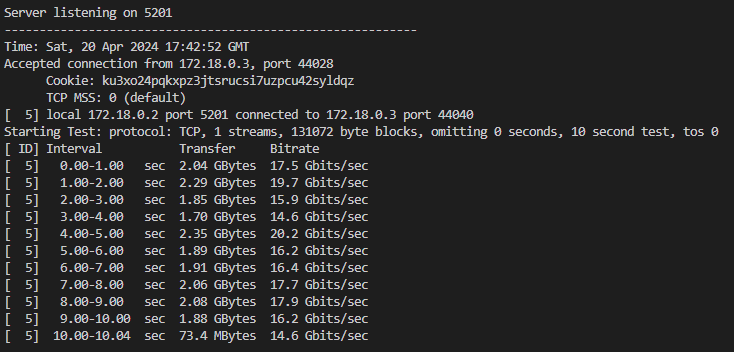 Server listening on 5201
-----------------------------------------------------------
Time: Sat, 20 Apr 2024 17:42:52 GMT
Accepted connection from 172.18.0.3, port 44028
      Cookie: ku3xo24pqkxpz3jtsrucsi7uzpcu42syldqz
      TCP MSS: 0 (default)
[  5] local 172.18.0.2 port 5201 connected to 172.18.0.3 port 44040
Starting Test: protocol: TCP, 1 streams, 131072 byte blocks, omitting 0 seconds, 10 second test, tos 0
[ ID] Interval           Transfer     Bitrate
[  5]   0.00-1.00   sec  2.04 GBytes  17.5 Gbits/sec
[  5]   1.00-2.00   sec  2.29 GBytes  19.7 Gbits/sec
[  5]   2.00-3.00   sec  1.85 GBytes  15.9 Gbits/sec
[  5]   3.00-4.00   sec  1.70 GBytes  14.6 Gbits/sec
[  5]   4.00-5.00   sec  2.35 GBytes  20.2 Gbits/sec
[  5]   5.00-6.00   sec  1.89 GBytes  16.2 Gbits/sec
[  5]   6.00-7.00   sec  1.91 GBytes  16.4 Gbits/sec
[  5]   7.00-8.00   sec  2.06 GBytes  17.7 Gbits/sec
[  5]   8.00-9.00   sec  2.08 GBytes  17.9 Gbits/sec
[  5]   9.00-10.00  sec  1.88 GBytes  16.2 Gbits/sec
[  5]  10.00-10.04  sec  73.4 MBytes  14.6 Gbits/sec